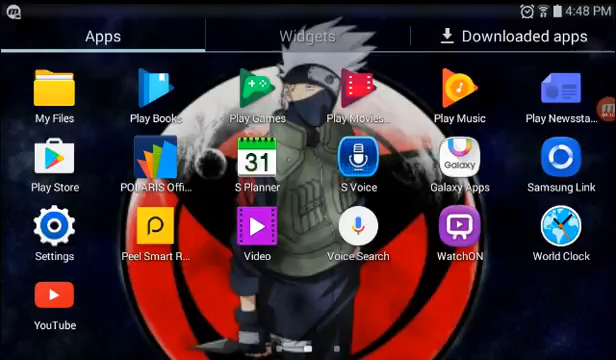 4:48 PM
Apps
Widgets
Downloaded apps
My Files
Play Books
Play Games
Play Movies...
Play Music
Play Newssta...
Play Store
POLARIS Offi...
31
S Planner
S Voice
Galaxy
Galaxy Apps
Samsung Link
Settings
Peel Smart R...
Video
Voice Search
WatchON
World Clock
YouTube